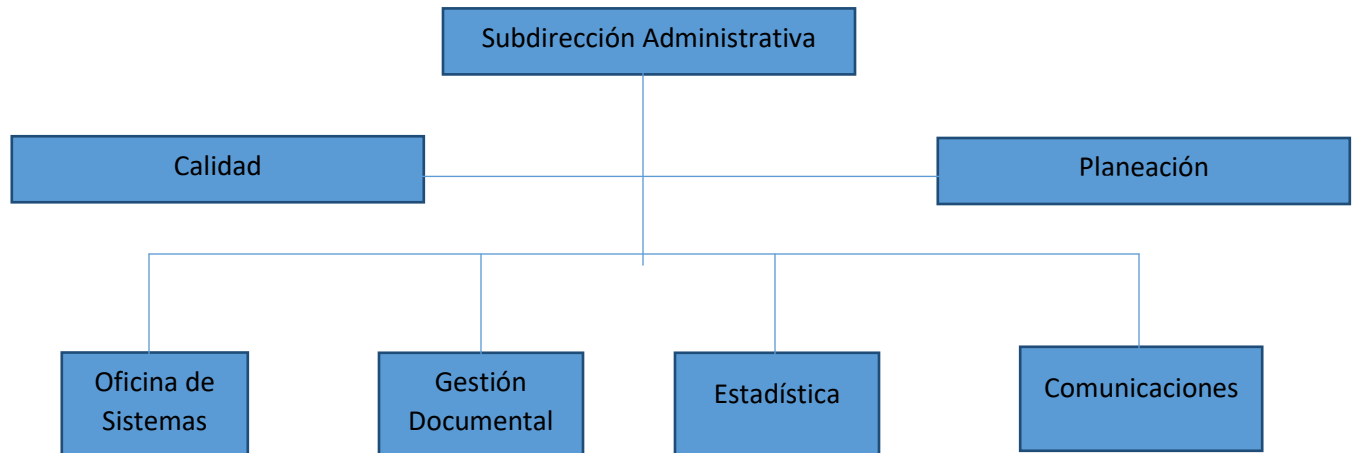 Subdirección Administrativa
Calidad
Planeación
Oficina de
Sistemas
Gestión
Documental
Estadística
Comunicaciones